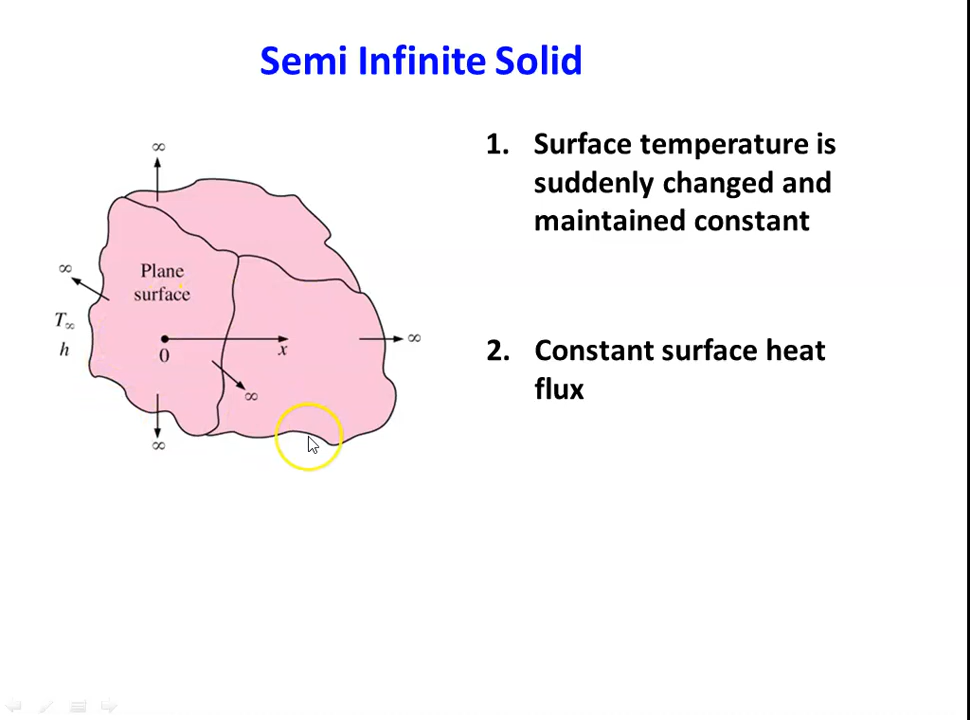 Semi Infinite Solid
∞
∞
Plane
surface
T∞
h
0
x
∞
∞
∞
1. Surface temperature is
suddenly changed and
maintained constant
2. Constant surface heat
flux